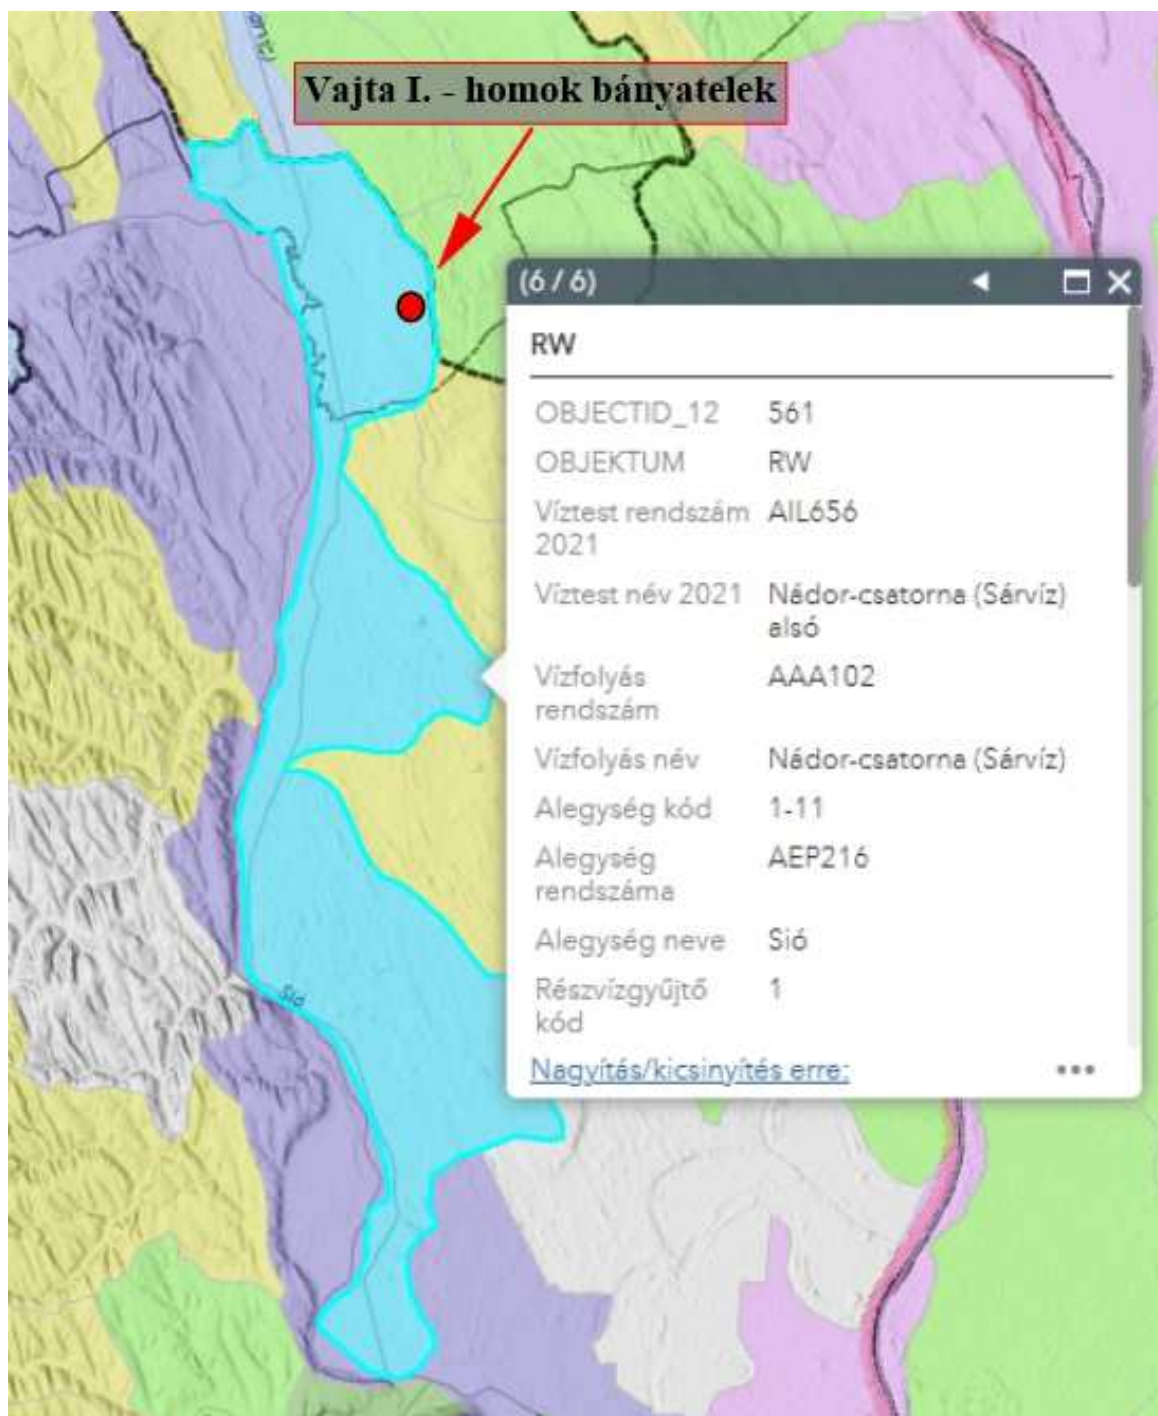 Vajta I. - homok bányatelek
(6 / 6)
RW
OBJECTID_12 561
OBJEKTUM RW
Víztest rendszám AIL656
2021
Víztest név 2021 Nádor-csatorna (Sárvíz)
alsó
Vízfolyás AAA102
rendszám
Vízfolyás név Nádor-csatorna (Sárvíz)
Alegység kód 1-11
Alegység AEP216
rendszáma
Alegység neve Sió
Részvízgyűjtő 1
kód
Nagyítás/kicsinyítés erre:
Sió